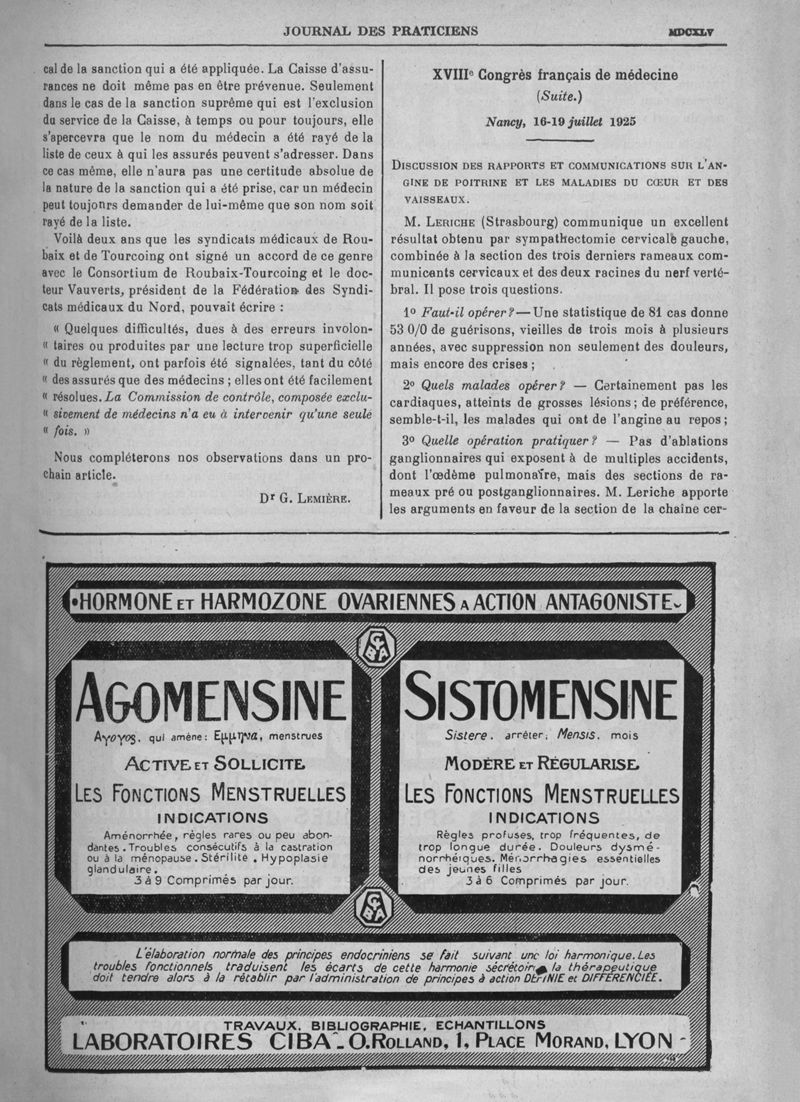 JOURNAL DES PRATICIENS
MDCXLV
cal de la sanction qui a été appliquée. La Caisse d'assu-
rances ne doit même pas en être prévenue. Seulement
dans le cas de la sanction suprême qui est l'exclusion
du service de la Caisse, à temps ou pour toujours, elle
s'apercevra que le nom du médecin a été rayé de la
liste de ceux à qui les assurés peuvent s'adresser. Dans
ce cas même, elle n'aura pas une certitude absolue de
la nature de la sanction qui a été prise, car un médecin
peut toujours demander de lui-même que son nom soit
rayé de la liste.
Voilà deux ans que les syndicats médicaux de Rou-
baix et de Tourcoing ont signé un accord de ce genre
avec le Consortium de Roubaix-Tourcoing et le doc-
teur Vauverts, président de la Fédération des Syndi-
cats médicaux du Nord, pouvait écrire :
« Quelques difficultés, dues à des erreurs involon-
« taires ou produites par une lecture trop superficielle
« du règlement, ont parfois été signalées, tant du côté
« des assurés que des médecins ; elles ont été facilement
« résolues. La Commission de contrôle, composée exclu-
« sivement de médecins n'a eu à intervenir qu'une seule
« fois. »
Nous compléterons nos observations dans un pro-
chain article.
Dr G. LEMIÈRE.
XVIIIe Congrès français de médecine
(Suite.)
Nancy, 16-19 juillet 1925
DISCUSSION DES RAPPORTS ET COMMUNICATIONS SUR L'AN-
GINE DE POITRINE ET LES MALADIES DU CŒUR ET DES
VAISSEAUX.
M. LERICHE (Strasbourg) communique un excellent
résultat obtenu par sympathectomie cervicale gauche,
combinée à la section des trois derniers rameaux com-
municants cervicaux et des deux racines du nerf verté-
bral. Il pose trois questions.
1o Faut-il opérer ? — Une statistique de 81 cas donne
53 0/0 de guérisons, vieilles de trois mois à plusieurs
années, avec suppression non seulement des douleurs,
mais encore des crises ;
2o Quels malades opérer ? — Certainement pas les
cardiaques, atteints de grosses lésions ; de préférence,
semble-t-il, les malades qui ont de l'angine au repos ;
3o Quelle opération pratiquer ? — Pas d'ablations
ganglionnaires qui exposent à de multiples accidents,
dont l'œdème pulmonaire, mais des sections de ra-
meaux pré ou postganglionnaires. M. Leriche apporte
les arguments en faveur de la section de la chaîne cer-
HORMONE ET HARMOZONE OVARIENNES A ACTION ANTAGONISTE
CIBA
AGOMENSINE
Αγογος, qui amène : Εμμηνα, menstrues
ACTIVE ET SOLLICITE
LES FONCTIONS MENSTRUELLES
INDICATIONS
Aménorrhée, règles rares ou peu abon-
dantes. Troubles consécutifs à la castration
ou à la ménopause. Stérilité, Hypoplasie
glandulaire.
3 à 9 Comprimés par jour.
SISTOMENSINE
Sistere, arrêter ; Mensis, mois
MODÈRE ET RÉGULARISE
LES FONCTIONS MENSTRUELLES
INDICATIONS
Règles profuses, trop fréquentes, de
trop longue durée. Douleurs dysmé-
norrhéiques. Ménorrhagies essentielles
des jeunes filles
3 à 6 Comprimés par jour.
CIBA
L'élaboration normale des principes endocriniens se fait suivant une loi harmonique. Les
troubles fonctionnels traduisent les écarts de cette harmonie sécrétoire, la thérapeutique
doit tendre alors à la rétablir par l'administration de principes à action DÉFINIE et DIFFÉRENCIÉE.
TRAVAUX, BIBLIOGRAPHIE, ECHANTILLONS
LABORATOIRES CIBA - O. ROLLAND, 1, PLACE MORAND, LYON